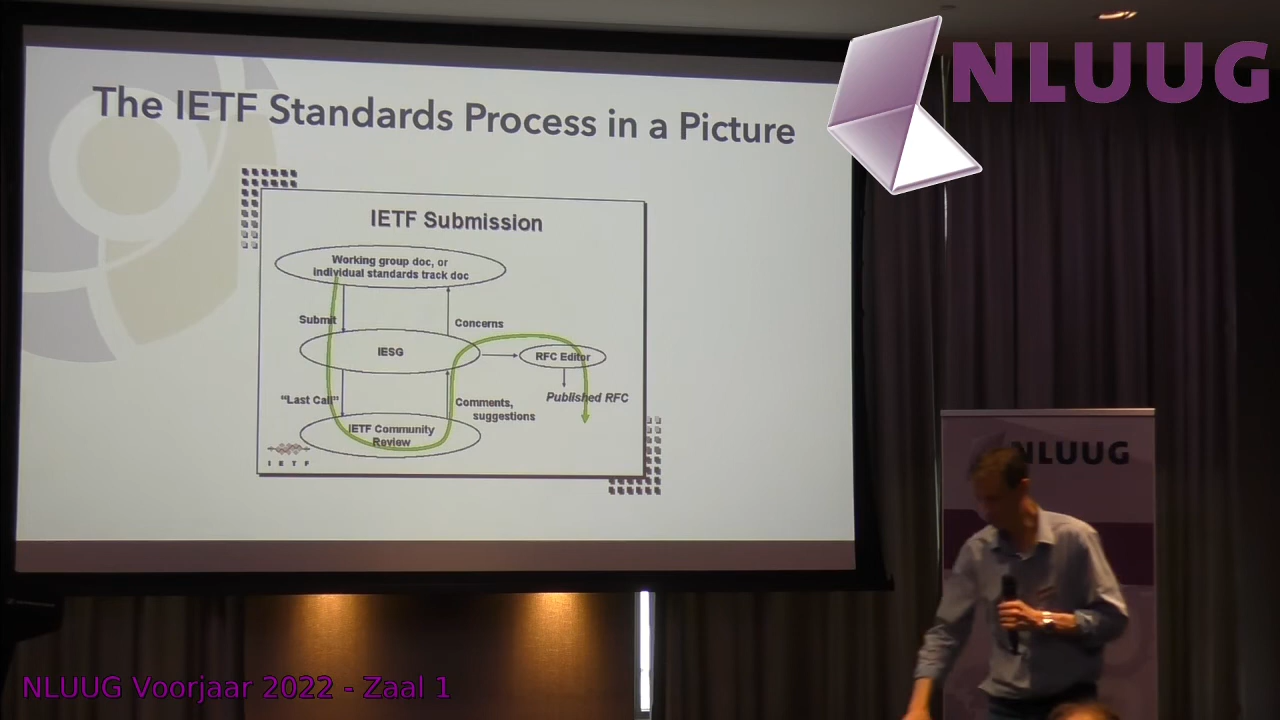 NLUUG
The IETF Standards Process in a Picture
IETF Submission
Working group doc, or
Individual standards track doc
Submit
Concerns
IESG
RFC Editor
"Last Call"
Comments,
suggestions
Published RFC
IETF Community
Review
I E T F
NLUUG
NLUUG Voorjaar 2022 - Zaal 1